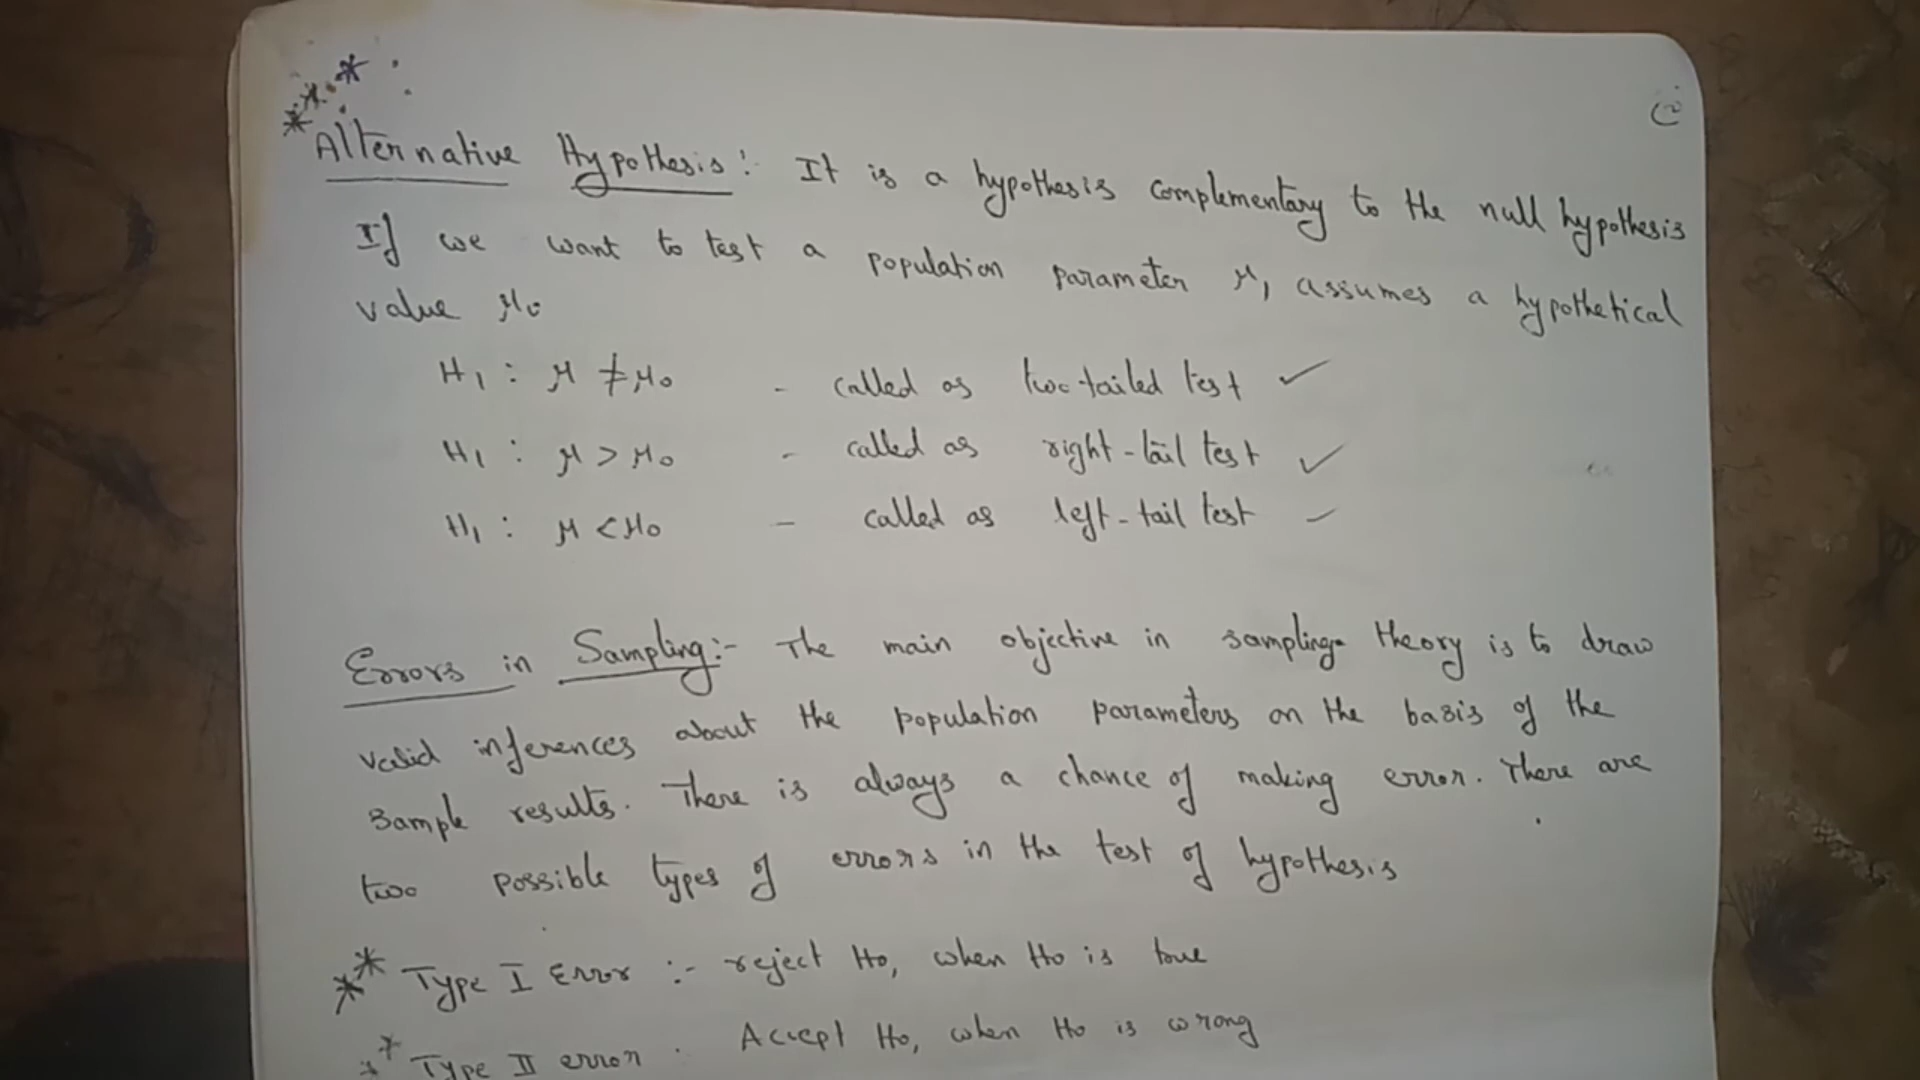 Alternative Hypothesis :- It is a hypothesis complementary to the null hypothesis
If we want to test a population parameter μ, assumes a hypothetical
value μ0
H1 : μ ≠ μ0 - called as two-tailed test ✓
H1 : μ > μ0 - called as right-tail test ✓
H1 : μ < μ0 - called as left-tail test
Errors in Sampling :- The main objective in sampling theory is to draw
valid inferences about the population parameters on the basis of the
sample results. There is always a chance of making error. There are
two possible types of errors in the test of hypothesis
** Type I Error :- reject H0, when H0 is true
** Type II error . Accept H0, when H0 is wrong